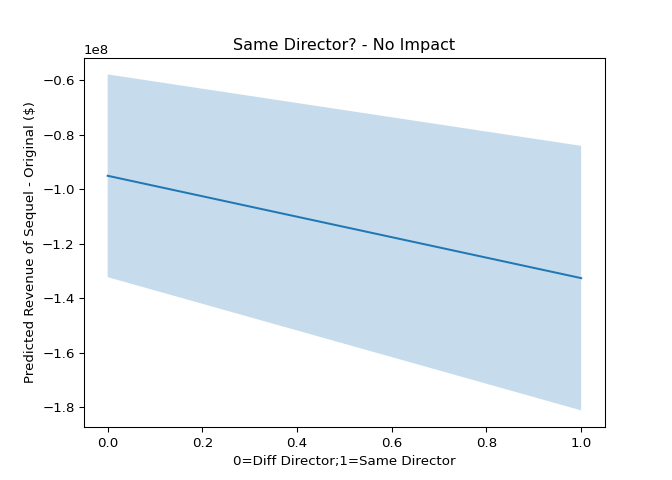 Same Director? - No Impact
1e8
−0.6
−0.8
−1.0
−1.2
−1.4
−1.6
−1.8
Predicted Revenue of Sequel - Original ($)
0.0 0.2 0.4 0.6 0.8 1.0
0=Diff Director;1=Same Director